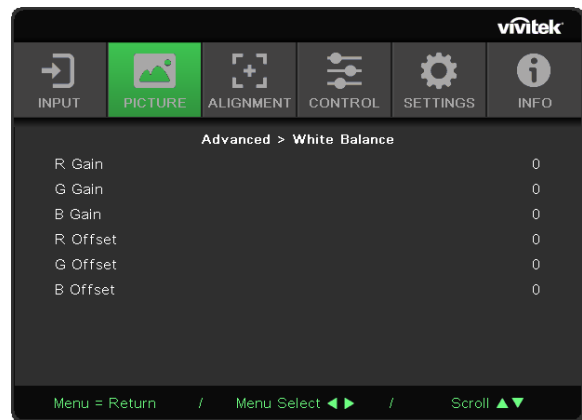 vivitek
INPUT PICTURE ALIGNMENT CONTROL SETTINGS INFO
Advanced > White Balance
R Gain 0
G Gain 0
B Gain 0
R Offset 0
G Offset 0
B Offset 0
Menu = Return / Menu Select ◀ ▶ / Scroll ▲▼